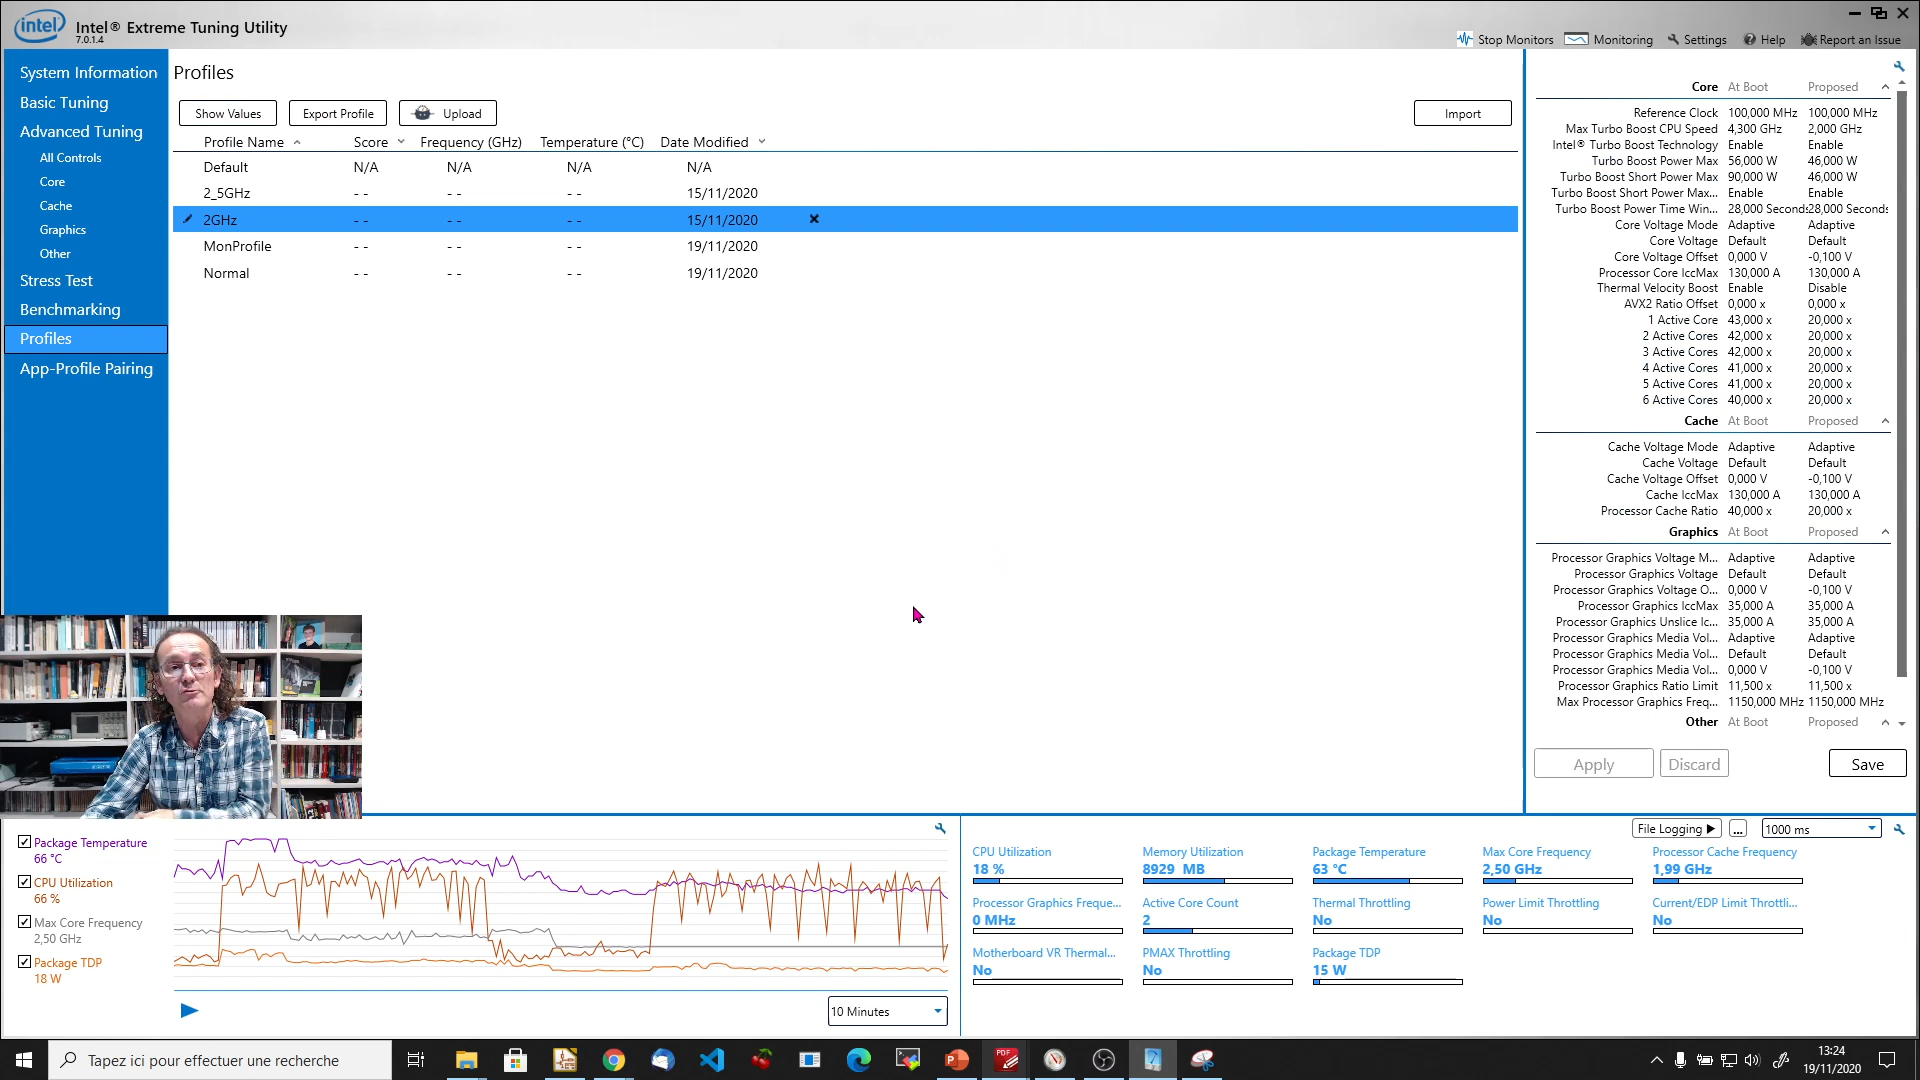 intel
Intel® Extreme Tuning Utility
7.0.1.4
Stop Monitors
Monitoring
Settings
Help
Report an Issue
System Information
Basic Tuning
Advanced Tuning
All Controls
Core
Cache
Graphics
Other
Stress Test
Benchmarking
Profiles
App-Profile Pairing
Profiles
Show Values
Export Profile
Upload
Import
Profile Name Score Frequency (GHz) Temperature (°C) Date Modified
Default N/A N/A N/A N/A
2_5GHz - - - - - - 15/11/2020
2GHz - - - - - - 15/11/2020
MonProfile - - - - - - 19/11/2020
Normal - - - - - - 19/11/2020
Core At Boot Proposed
Reference Clock 100,000 MHz 100,000 MHz
Max Turbo Boost CPU Speed 4,300 GHz 2,000 GHz
Intel® Turbo Boost Technology Enable Enable
Turbo Boost Power Max 56,000 W 46,000 W
Turbo Boost Short Power Max 90,000 W 46,000 W
Turbo Boost Short Power Max... Enable Enable
Turbo Boost Power Time Win... 28,000 Seconds 28,000 Seconds
Core Voltage Mode Adaptive Adaptive
Core Voltage Default Default
Core Voltage Offset 0,000 V -0,100 V
Processor Core IccMax 130,000 A 130,000 A
Thermal Velocity Boost Enable Disable
AVX2 Ratio Offset 0,000 x 0,000 x
1 Active Core 43,000 x 20,000 x
2 Active Cores 42,000 x 20,000 x
3 Active Cores 42,000 x 20,000 x
4 Active Cores 41,000 x 20,000 x
5 Active Cores 41,000 x 20,000 x
6 Active Cores 40,000 x 20,000 x
Cache At Boot Proposed
Cache Voltage Mode Adaptive Adaptive
Cache Voltage Default Default
Cache Voltage Offset 0,000 V -0,100 V
Cache IccMax 130,000 A 130,000 A
Processor Cache Ratio 40,000 x 20,000 x
Graphics At Boot Proposed
Processor Graphics Voltage M... Adaptive Adaptive
Processor Graphics Voltage Default Default
Processor Graphics Voltage O... 0,000 V -0,100 V
Processor Graphics IccMax 35,000 A 35,000 A
Processor Graphics Unslice Ic... 35,000 A 35,000 A
Processor Graphics Media Vol... Adaptive Adaptive
Processor Graphics Media Vol... Default Default
Processor Graphics Media Vol... 0,000 V -0,100 V
Processor Graphics Ratio Limit 11,500 x 11,500 x
Max Processor Graphics Freq... 1150,000 MHz 1150,000 MHz
Other At Boot Proposed
Apply
Discard
Save
Package Temperature
66 °C
CPU Utilization
66 %
Max Core Frequency
2,50 GHz
Package TDP
18 W
10 Minutes
File Logging
...
1000 ms
CPU Utilization Memory Utilization Package Temperature Max Core Frequency Processor Cache Frequency
18 % 8929 MB 63 °C 2,50 GHz 1,99 GHz
Processor Graphics Freque... Active Core Count Thermal Throttling Power Limit Throttling Current/EDP Limit Throttli...
0 MHz 2 No No No
Motherboard VR Thermal... PMAX Throttling Package TDP
No No 15 W
Tapez ici pour effectuer une recherche
PDF
13:24
19/11/2020